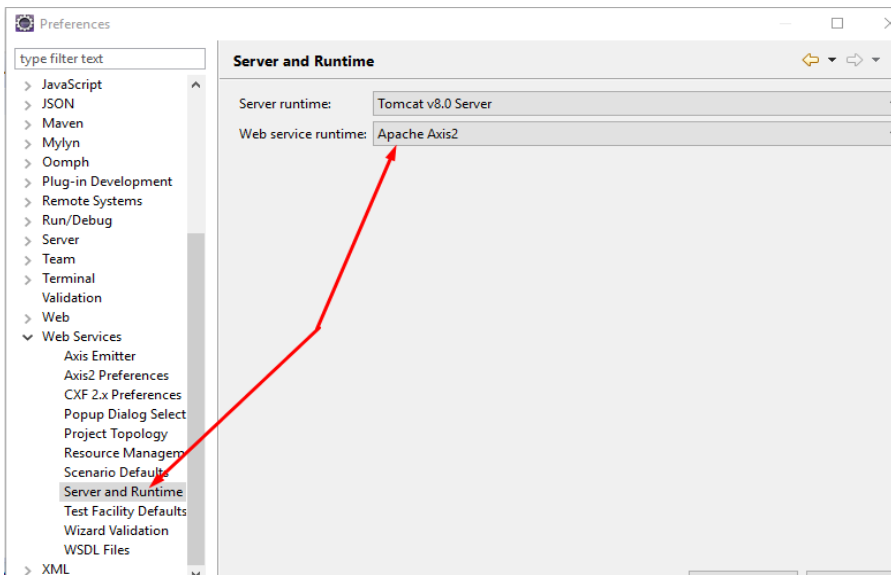 Preferences
type filter text
JavaScript
JSON
Maven
Mylyn
Oomph
Plug-in Development
Remote Systems
Run/Debug
Server
Team
Terminal
Validation
Web
Web Services
Axis Emitter
Axis2 Preferences
CXF 2.x Preferences
Popup Dialog Select
Project Topology
Resource Managem
Scenario Defaults
Server and Runtime
Test Facility Defaults
Wizard Validation
WSDL Files
XML
Server and Runtime
Server runtime: Tomcat v8.0 Server
Web service runtime: Apache Axis2